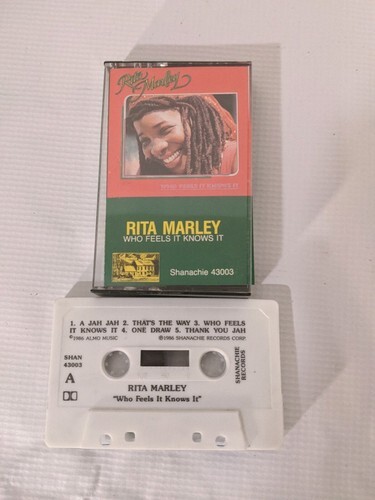 Rita Marley
WHO FEELS IT KNOWS IT
RITA MARLEY
WHO FEELS IT KNOWS IT
Shanachie 43003
1. A JAH JAH 2. THAT'S THE WAY 3. WHO FEELS
IT KNOWS IT 4. ONE DRAW 5. THANK YOU JAH
©1986 ALMO MUSIC ℗1986 SHANACHIE RECORDS CORP.
SHAN
43003
A
SHANACHIE
RECORDS
RITA MARLEY
"Who Feels It Knows It"